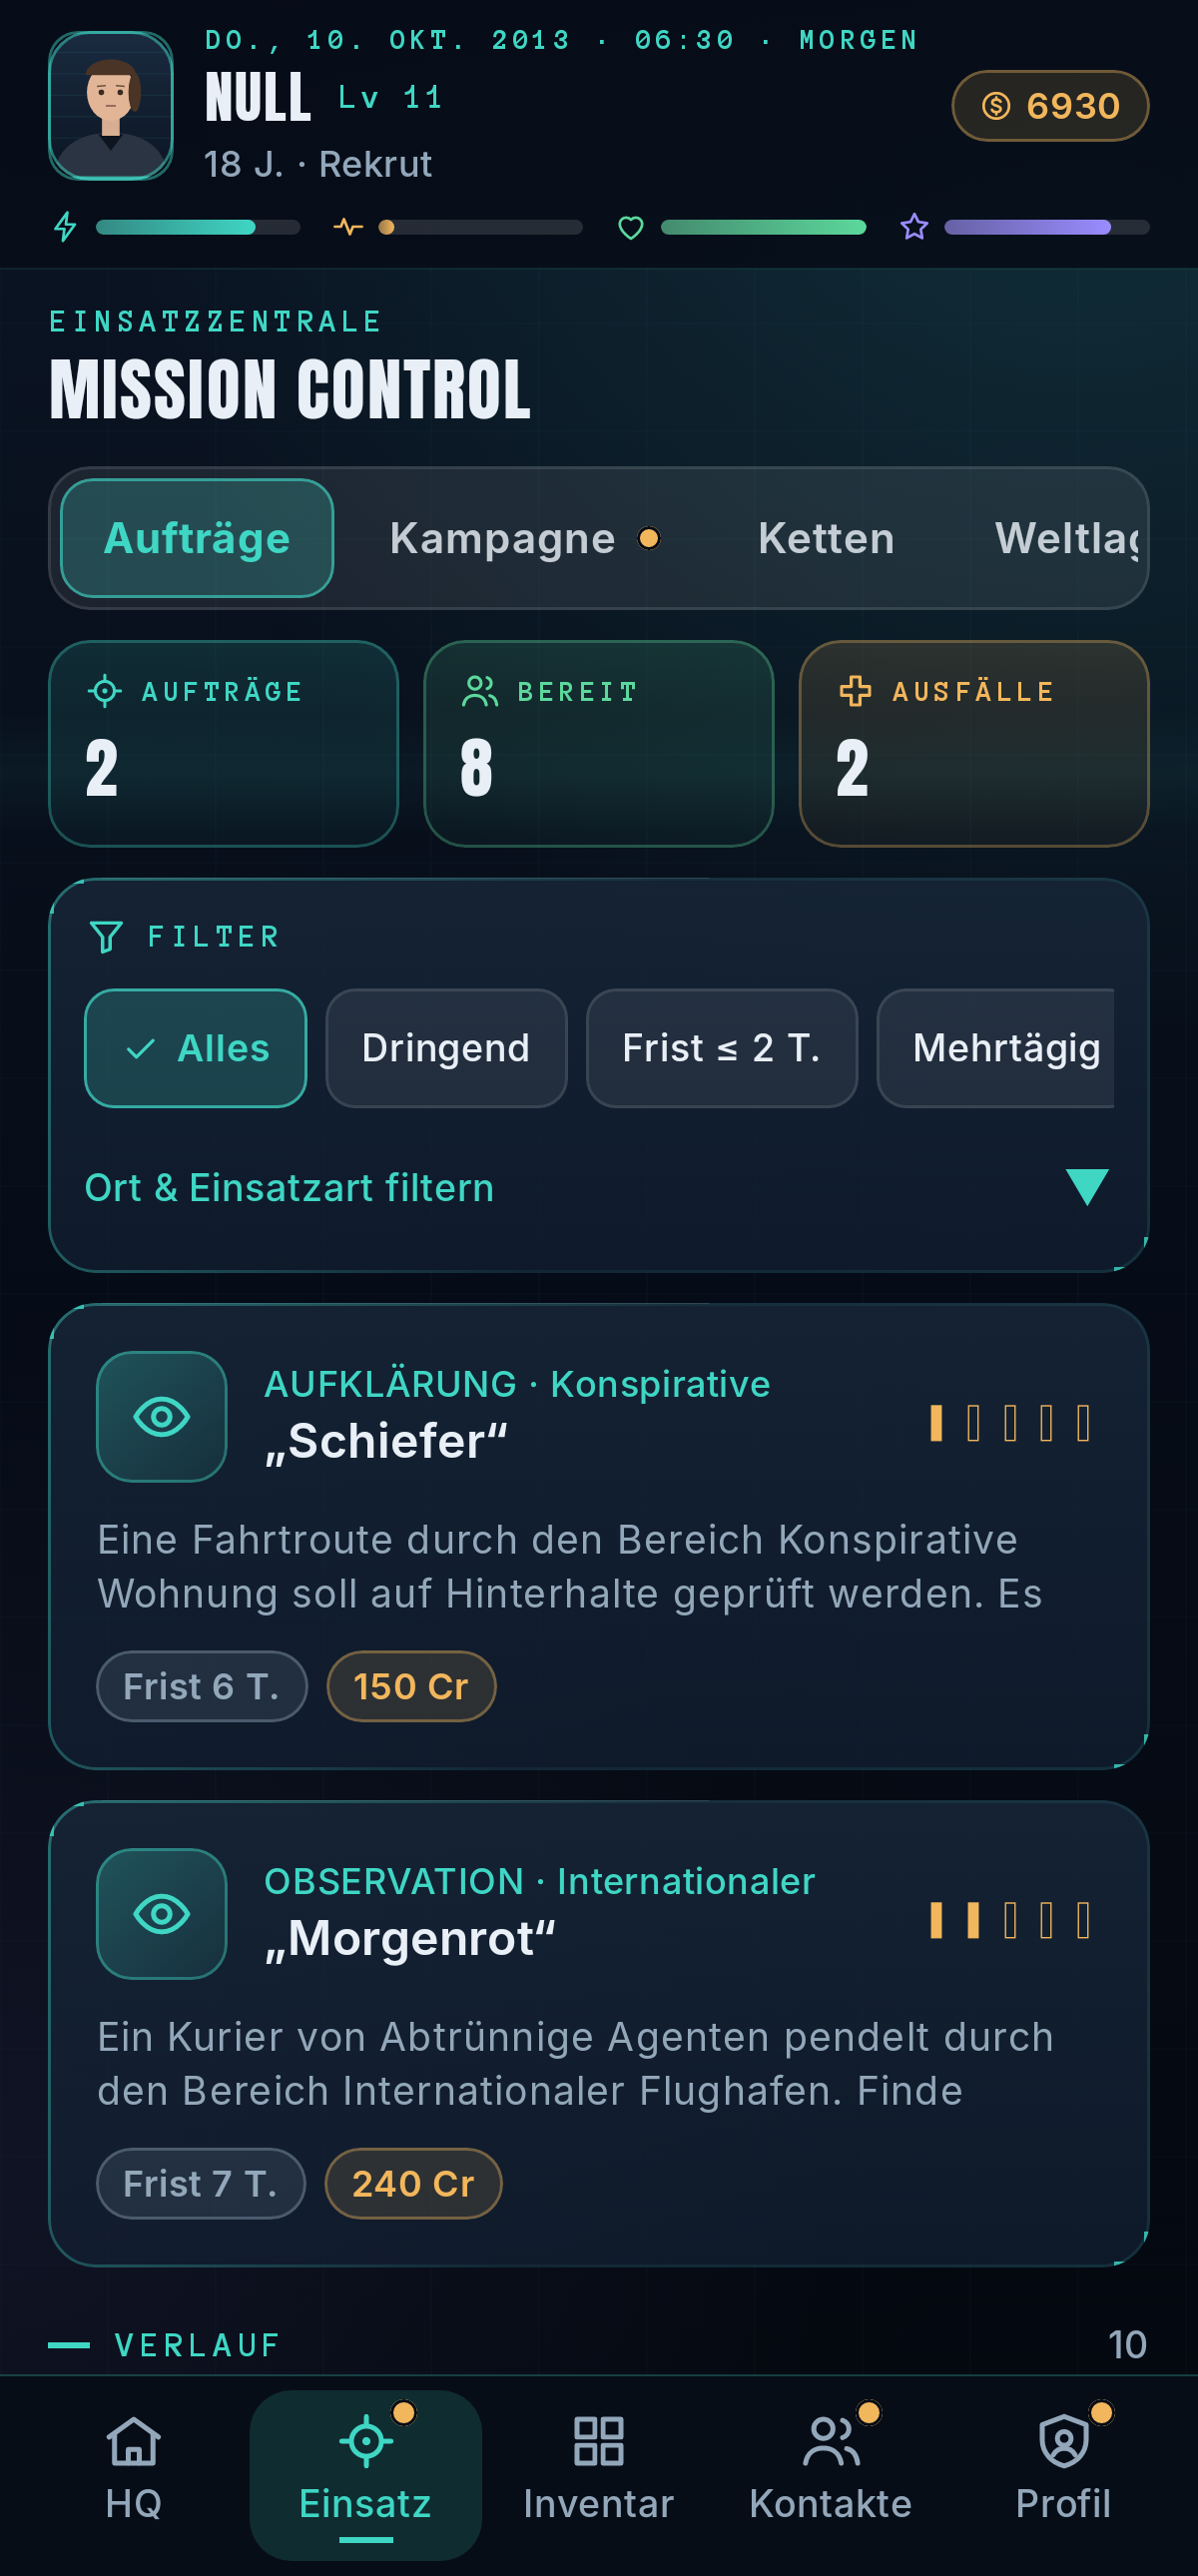 DO., 10. OKT. 2013 · 06:30 · MORGEN
NULL Lv 11
6930
18 J. · Rekrut
EINSATZZENTRALE
MISSION CONTROL
Aufträge Kampagne Ketten Weltlag
AUFTRÄGE BEREIT AUSFÄLLE
2 8 2
FILTER
Alles Dringend Frist ≤ 2 T. Mehrtägig
Ort & Einsatzart filtern
AUFKLÄRUNG · Konspirative
„Schiefer“
Eine Fahrtroute durch den Bereich Konspirative
Wohnung soll auf Hinterhalte geprüft werden. Es
Frist 6 T. 150 Cr
OBSERVATION · Internationaler
„Morgenrot“
Ein Kurier von Abtrünnige Agenten pendelt durch
den Bereich Internationaler Flughafen. Finde
Frist 7 T. 240 Cr
VERLAUF 10
HQ Einsatz Inventar Kontakte Profil